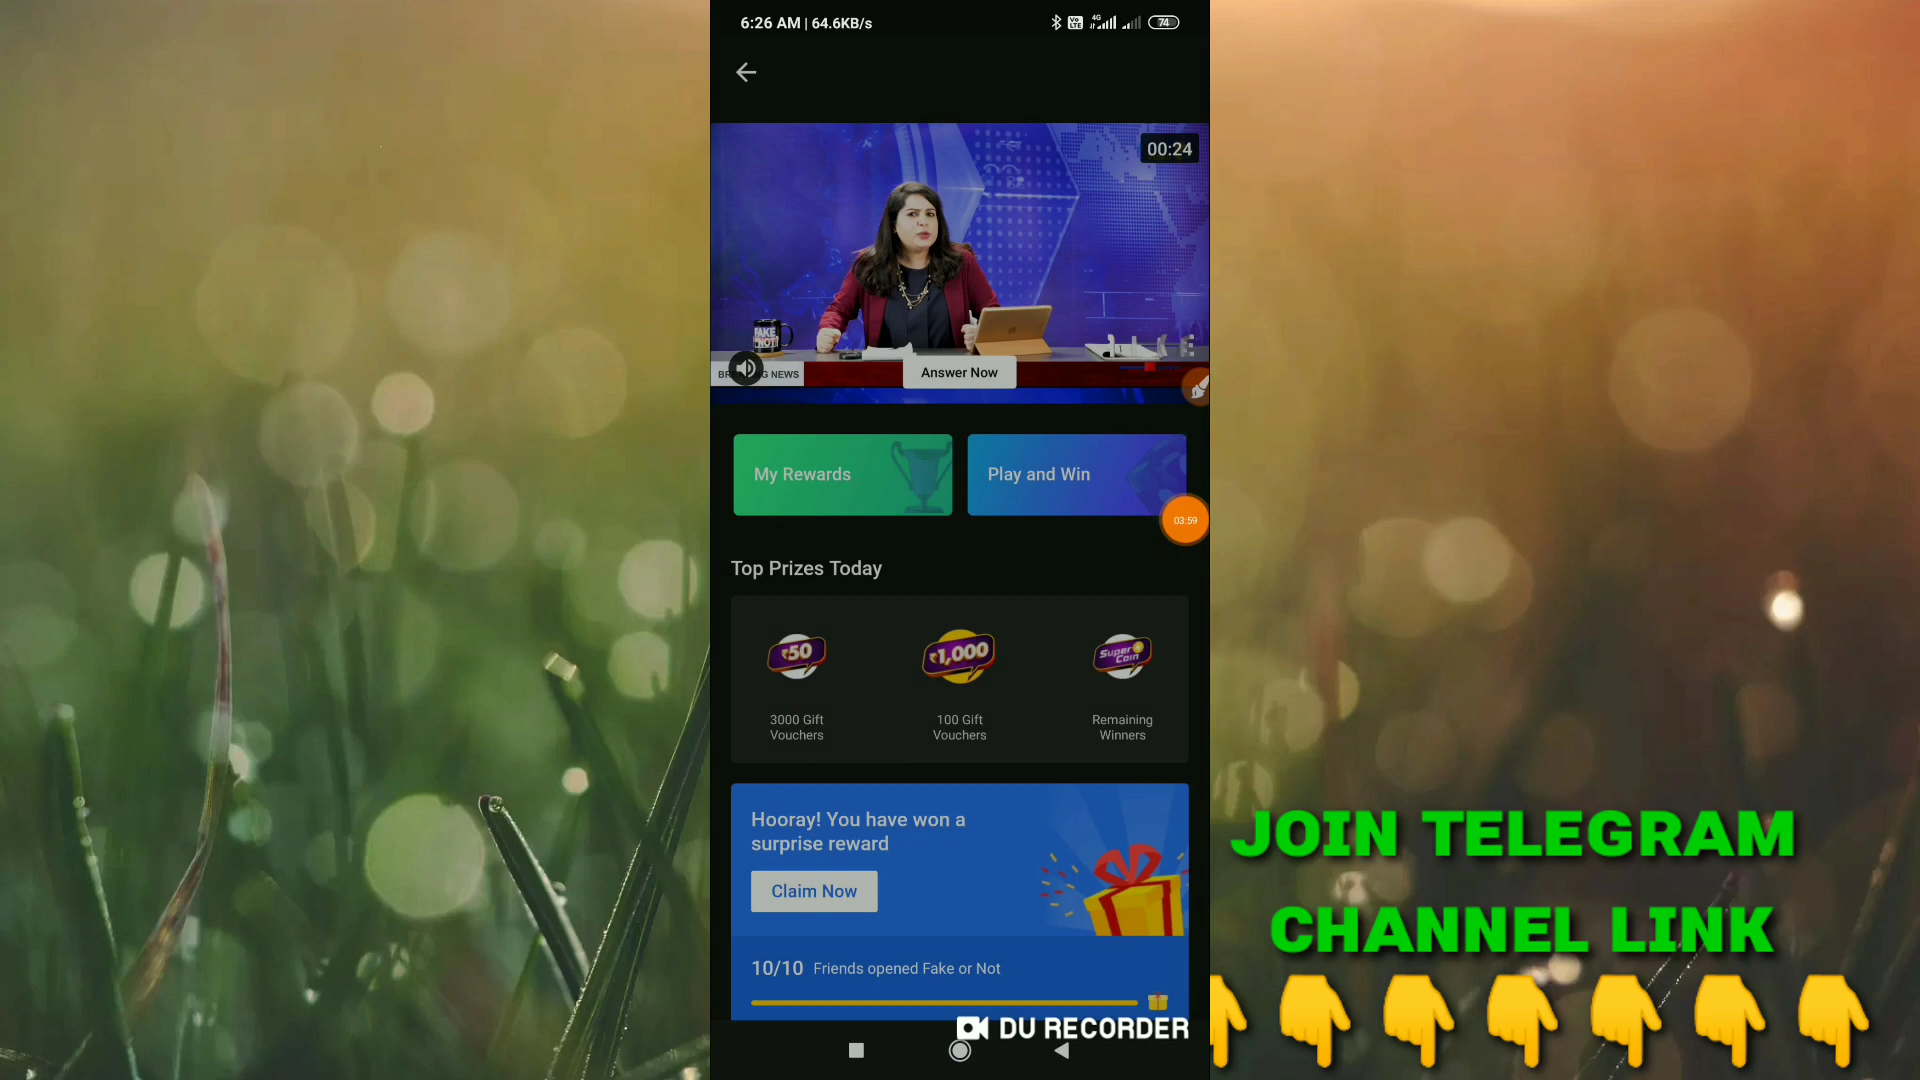 6:26 AM | 64.6KB/s
Vo LTE
4G
74
00:24
FAKE
NOT!
NEWS
Answer Now
My Rewards
Play and Win
03:59
Top Prizes Today
₹50
₹1,000
Super Coin
3000 Gift Vouchers
100 Gift Vouchers
Remaining Winners
Hooray! You have won a
surprise reward
Claim Now
10/10 Friends opened Fake or Not
DU RECORDER
JOIN TELEGRAM
CHANNEL LINK